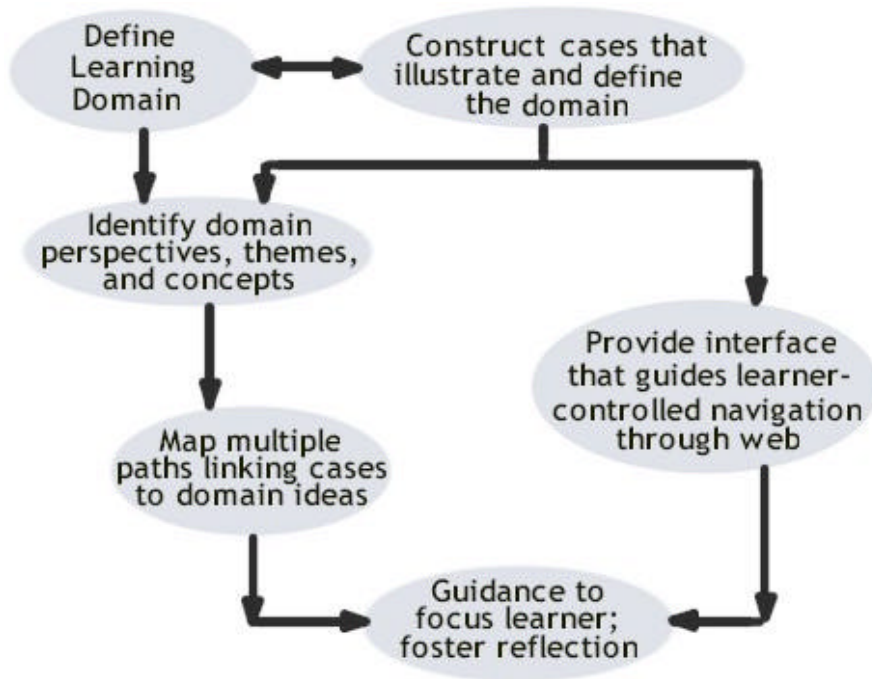 Define
Learning
Domain
Construct cases that
illustrate and define
the domain
Identify domain
perspectives, themes,
and concepts
Provide interface
that guides learner-
controlled navigation
through web
Map multiple
paths linking cases
to domain ideas
Guidance to
focus learner;
foster reflection